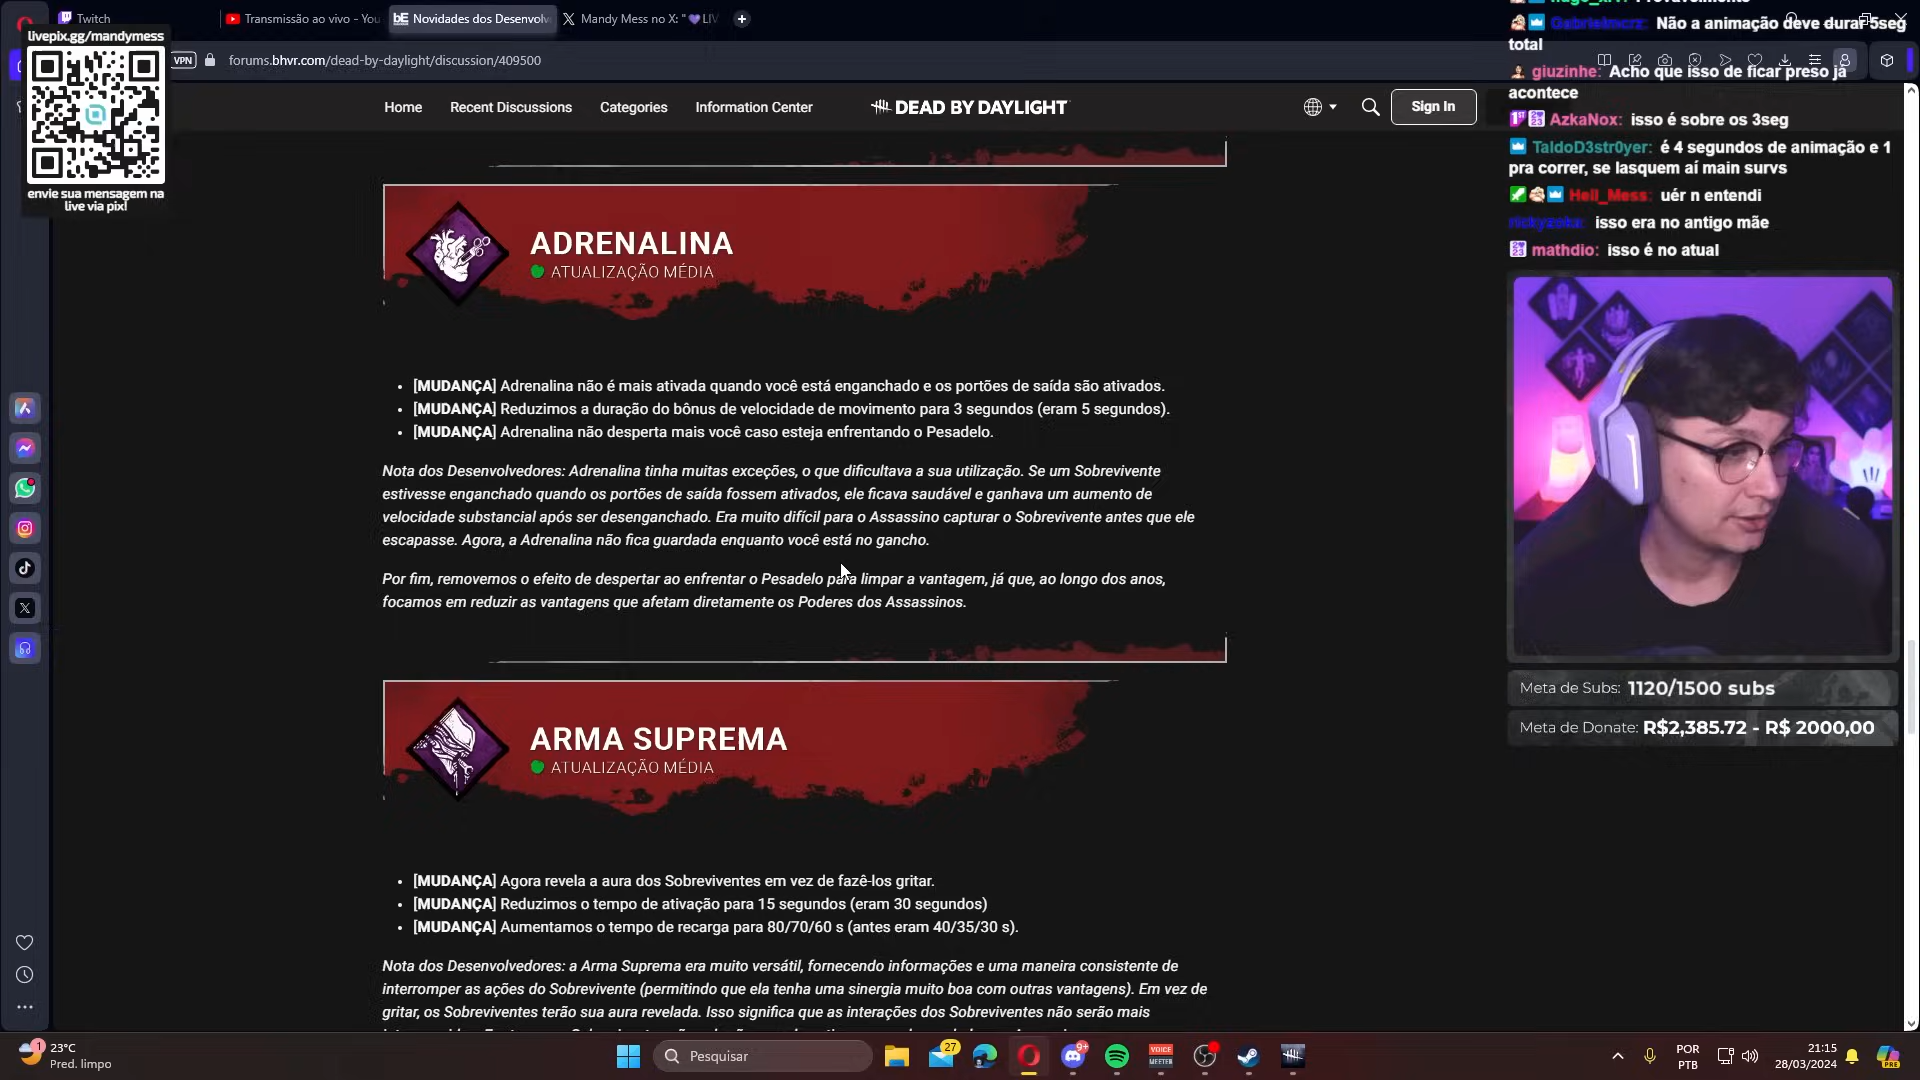 Twitch
Transmissão ao vivo - You
bE Novidades dos Desenvolve
Mandy Mess no X: "💜LIV
livepix.gg/mandymess
envie sua mensagem na
live via pix!
VPN
forums.bhvr.com/dead-by-daylight/discussion/409500
Home
Recent Discussions
Categories
Information Center
DEAD BY DAYLIGHT
Sign In
ADRENALINA
ATUALIZAÇÃO MÉDIA
• [MUDANÇA] Adrenalina não é mais ativada quando você está enganchado e os portões de saída são ativados.
• [MUDANÇA] Reduzimos a duração do bônus de velocidade de movimento para 3 segundos (eram 5 segundos).
• [MUDANÇA] Adrenalina não desperta mais você caso esteja enfrentando o Pesadelo.
Nota dos Desenvolvedores: Adrenalina tinha muitas exceções, o que dificultava a sua utilização. Se um Sobrevivente
estivesse enganchado quando os portões de saída fossem ativados, ele ficava saudável e ganhava um aumento de
velocidade substancial após ser desenganchado. Era muito difícil para o Assassino capturar o Sobrevivente antes que ele
escapasse. Agora, a Adrenalina não fica guardada enquanto você está no gancho.
Por fim, removemos o efeito de despertar ao enfrentar o Pesadelo para limpar a vantagem, já que, ao longo dos anos,
focamos em reduzir as vantagens que afetam diretamente os Poderes dos Assassinos.
ARMA SUPREMA
ATUALIZAÇÃO MÉDIA
• [MUDANÇA] Agora revela a aura dos Sobreviventes em vez de fazê-los gritar.
• [MUDANÇA] Reduzimos o tempo de ativação para 15 segundos (eram 30 segundos)
• [MUDANÇA] Aumentamos o tempo de recarga para 80/70/60 s (antes eram 40/35/30 s).
Nota dos Desenvolvedores: a Arma Suprema era muito versátil, fornecendo informações e uma maneira consistente de
interromper as ações do Sobrevivente (permitindo que ela tenha uma sinergia muito boa com outras vantagens). Em vez de
gritar, os Sobreviventes terão sua aura revelada. Isso significa que as interações dos Sobreviventes não serão mais
Gabrielmcrz: Não a animação deve durar 5seg
total
giuzinhe: Acho que isso de ficar preso já
acontece
1ST AzkaNox: isso é sobre os 3seg
TaldoD3str0yer: é 4 segundos de animação e 1
pra correr, se lasquem aí main survs
Hell_Mess: uér n entendi
isso era no antigo mãe
mathdio: isso é no atual
Meta de Subs: 1120/1500 subs
Meta de Donate: R$2,385.72 - R$ 2000,00
1
23°C
Pred. limpo
Pesquisar
27
9+
VOICE
MEETER
POR
PTB
21:15
28/03/2024
PRE